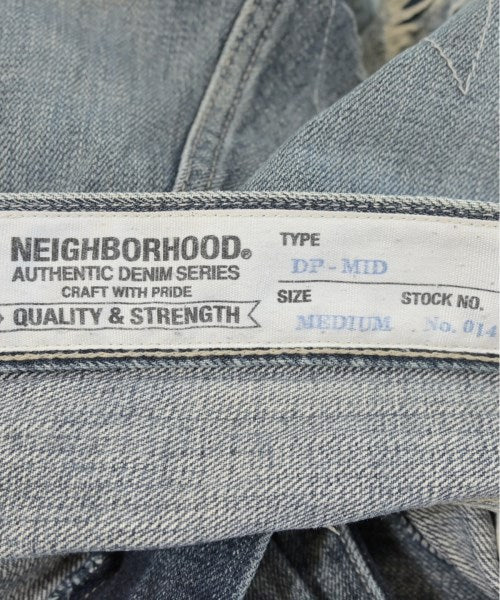 NEIGHBORHOOD®
AUTHENTIC DENIM SERIES
CRAFT WITH PRIDE
QUALITY & STRENGTH
TYPE
DP-MID
SIZE
MEDIUM
STOCK NO.
No. 014